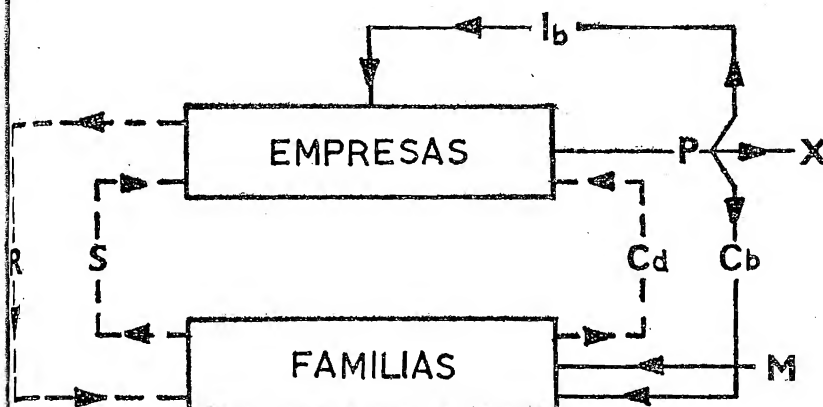 Ib
EMPRESAS
P
X
R
S
Cd
Cb
FAMILIAS
M